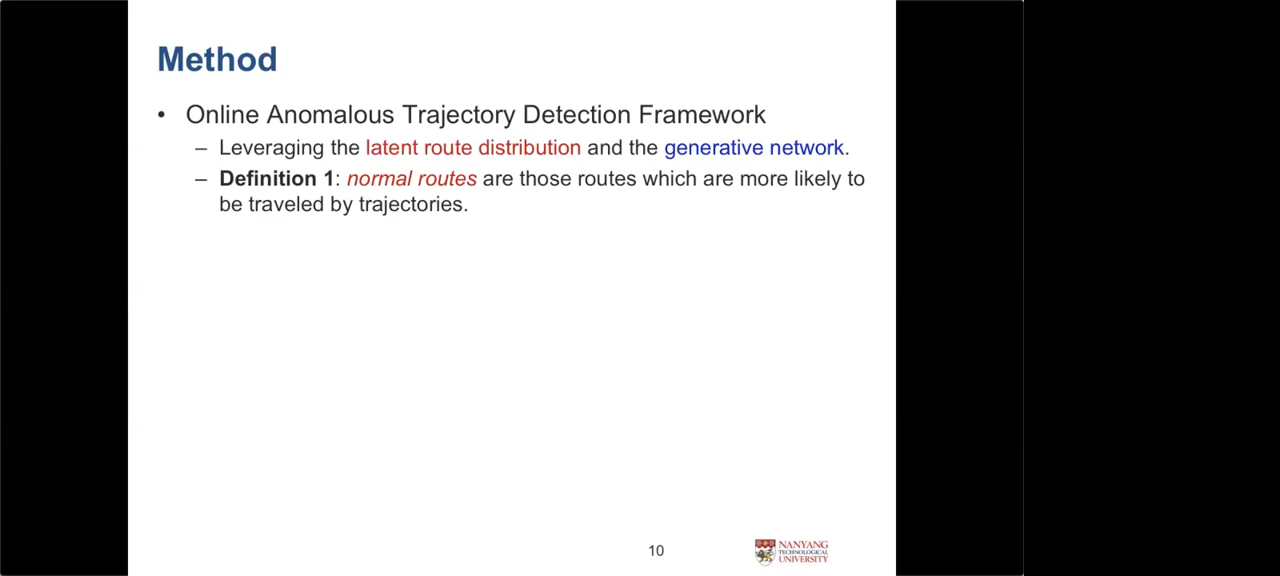 Method
• Online Anomalous Trajectory Detection Framework
– Leveraging the latent route distribution and the generative network.
– Definition 1: normal routes are those routes which are more likely to
be traveled by trajectories.
10
NANYANG
TECHNOLOGICAL
UNIVERSITY